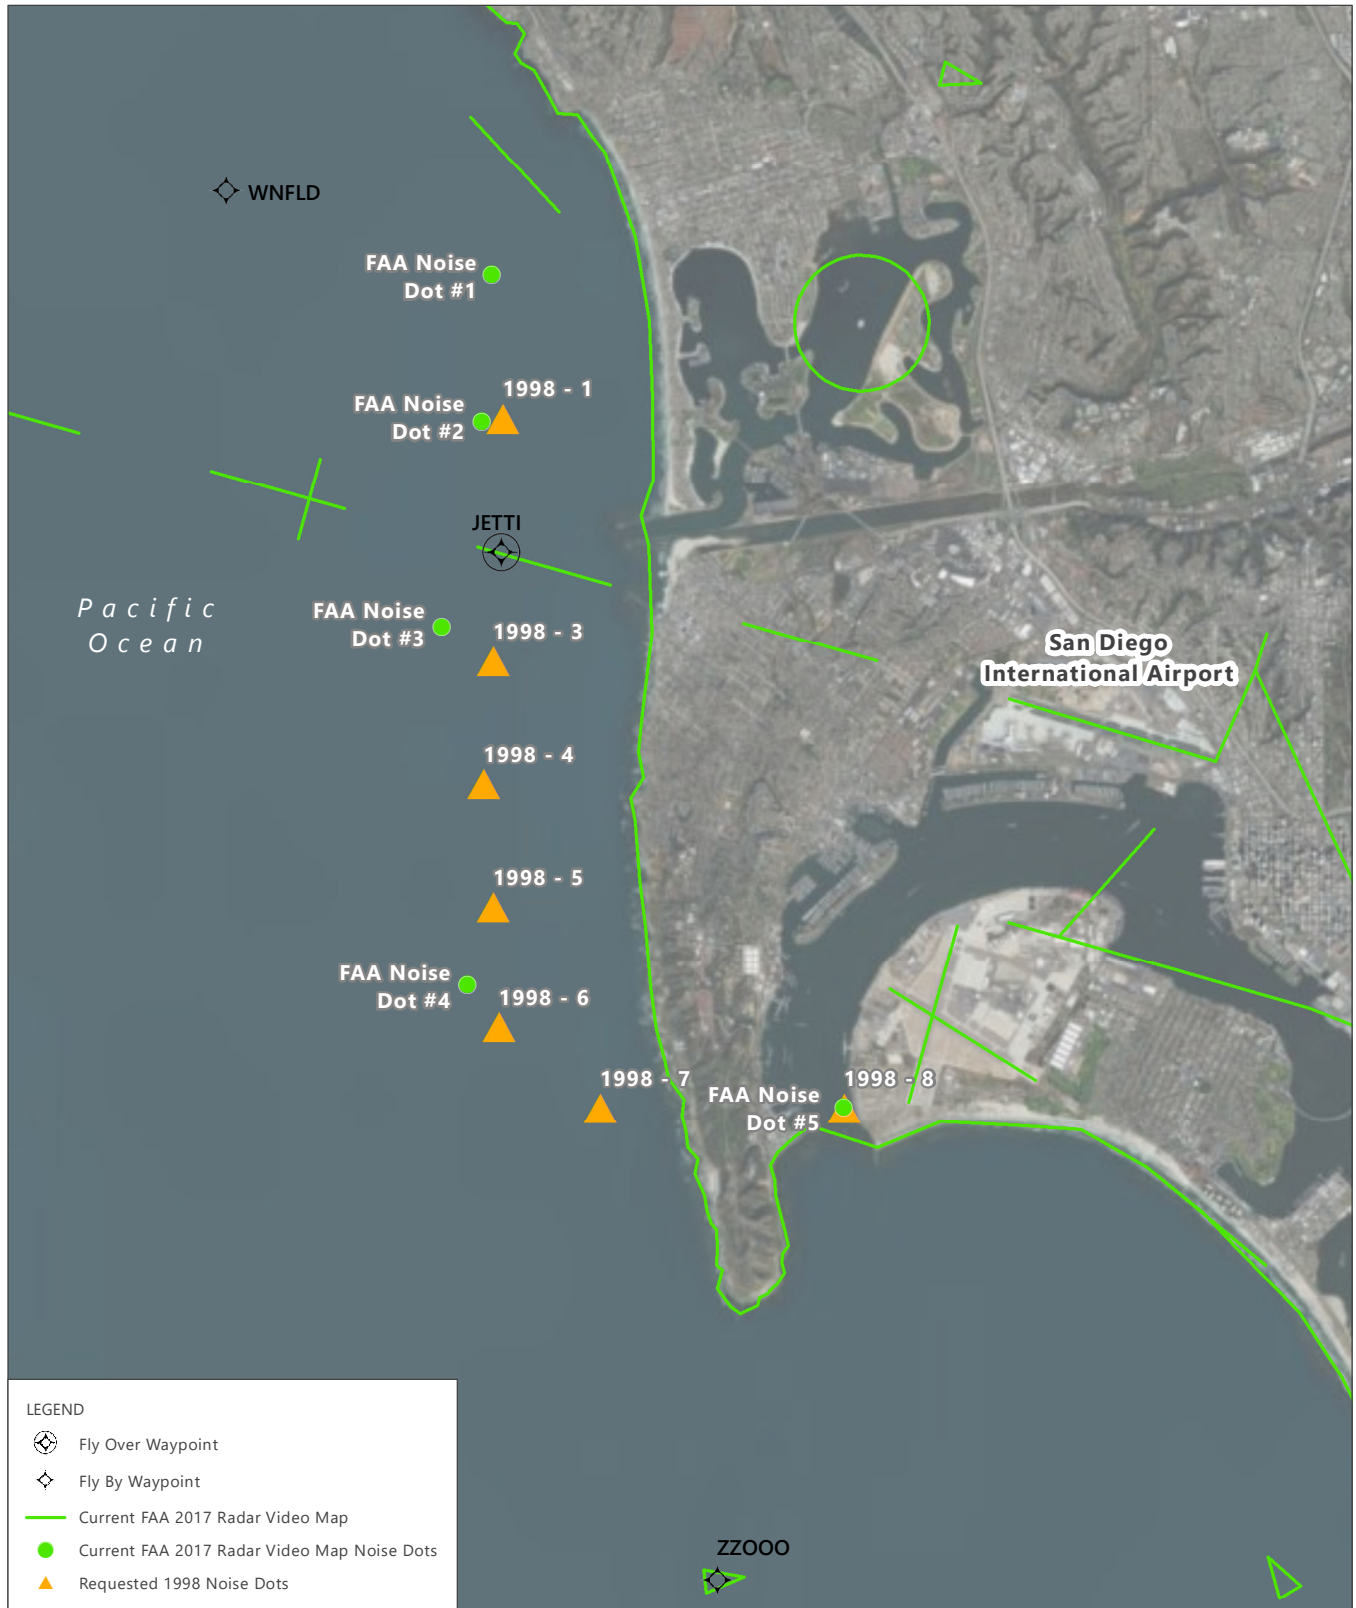 WNFLD
FAA Noise
Dot #1
1998 - 1
FAA Noise
Dot #2
JETTI
Pacific
Ocean
FAA Noise
Dot #3
1998 - 3
San Diego
International Airport
1998 - 4
1998 - 5
FAA Noise
Dot #4
1998 - 6
1998 - 7
FAA Noise
Dot #5
1998 - 8
LEGEND
Fly Over Waypoint
Fly By Waypoint
Current FAA 2017 Radar Video Map
Current FAA 2017 Radar Video Map Noise Dots
Requested 1998 Noise Dots
ZZOOO